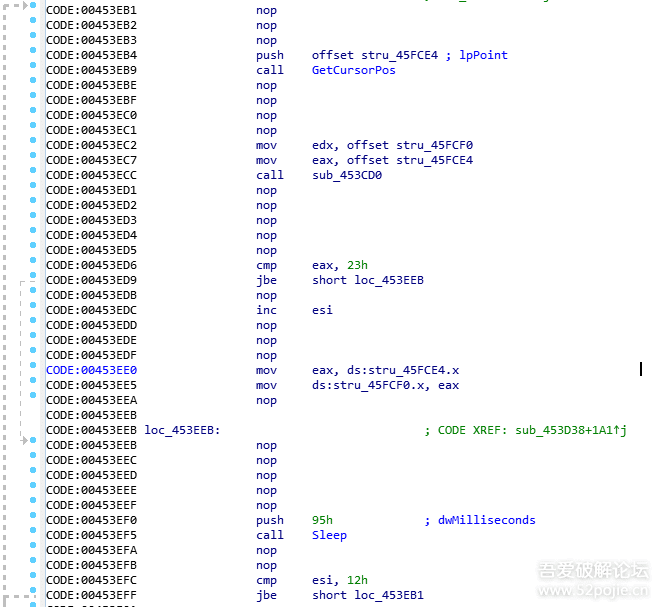 CODE:00453EB1 nop
CODE:00453EB2 nop
CODE:00453EB3 nop
CODE:00453EB4 push offset stru_45FCE4 ; lpPoint
CODE:00453EB9 call GetCursorPos
CODE:00453EBE nop
CODE:00453EBF nop
CODE:00453EC0 nop
CODE:00453EC1 nop
CODE:00453EC2 mov edx, offset stru_45FCF0
CODE:00453EC7 mov eax, offset stru_45FCE4
CODE:00453ECC call sub_453CD0
CODE:00453ED1 nop
CODE:00453ED2 nop
CODE:00453ED3 nop
CODE:00453ED4 nop
CODE:00453ED5 nop
CODE:00453ED6 cmp eax, 23h
CODE:00453ED9 jbe short loc_453EEB
CODE:00453EDB nop
CODE:00453EDC inc esi
CODE:00453EDD nop
CODE:00453EDE nop
CODE:00453EDF nop
CODE:00453EE0 mov eax, ds:stru_45FCE4.x
CODE:00453EE5 mov ds:stru_45FCF0.x, eax
CODE:00453EEA nop
CODE:00453EEB
CODE:00453EEB loc_453EEB: ; CODE XREF: sub_453D38+1A1↑j
CODE:00453EEB nop
CODE:00453EEC nop
CODE:00453EED nop
CODE:00453EEE nop
CODE:00453EEF nop
CODE:00453EF0 push 95h ; dwMilliseconds
CODE:00453EF5 call Sleep
CODE:00453EFA nop
CODE:00453EFB nop
CODE:00453EFC cmp esi, 12h
CODE:00453EFF jbe short loc_453EB1
吾爱破解论坛
www.52pojie.cn